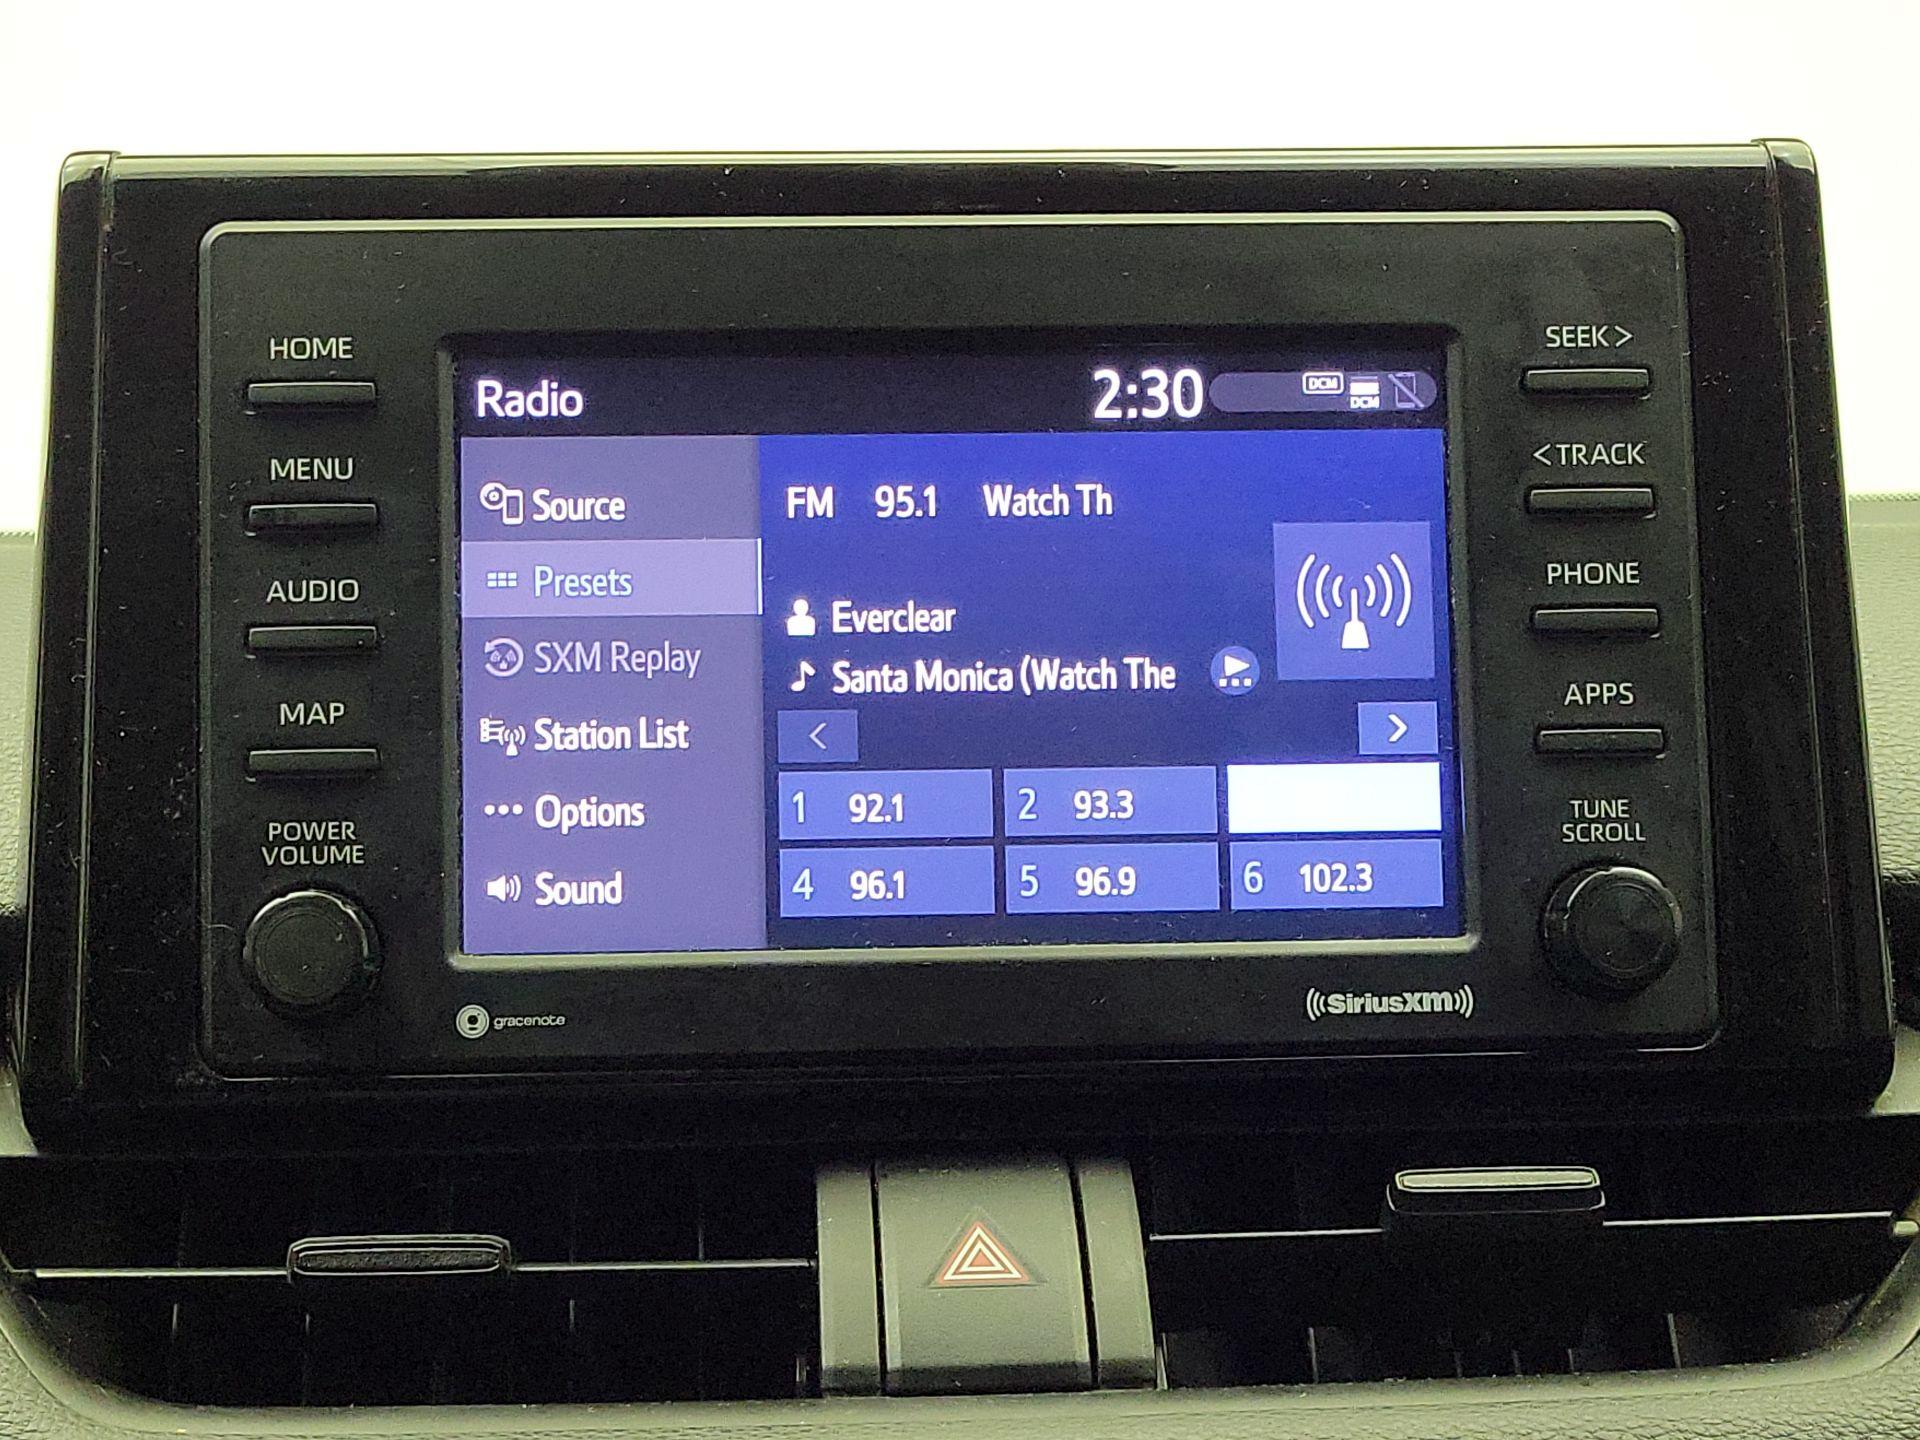 HOME
MENU
AUDIO
MAP
POWER
VOLUME
Radio
2:30
DCM
DCM
Source
Presets
SXM Replay
Station List
Options
Sound
FM 95.1 Watch Th
Everclear
Santa Monica (Watch The
<
>
1 92.1
2 93.3
4 96.1
5 96.9
6 102.3
SEEK>
<TRACK
PHONE
APPS
TUNE
SCROLL
gracenote
((SiriusXM))